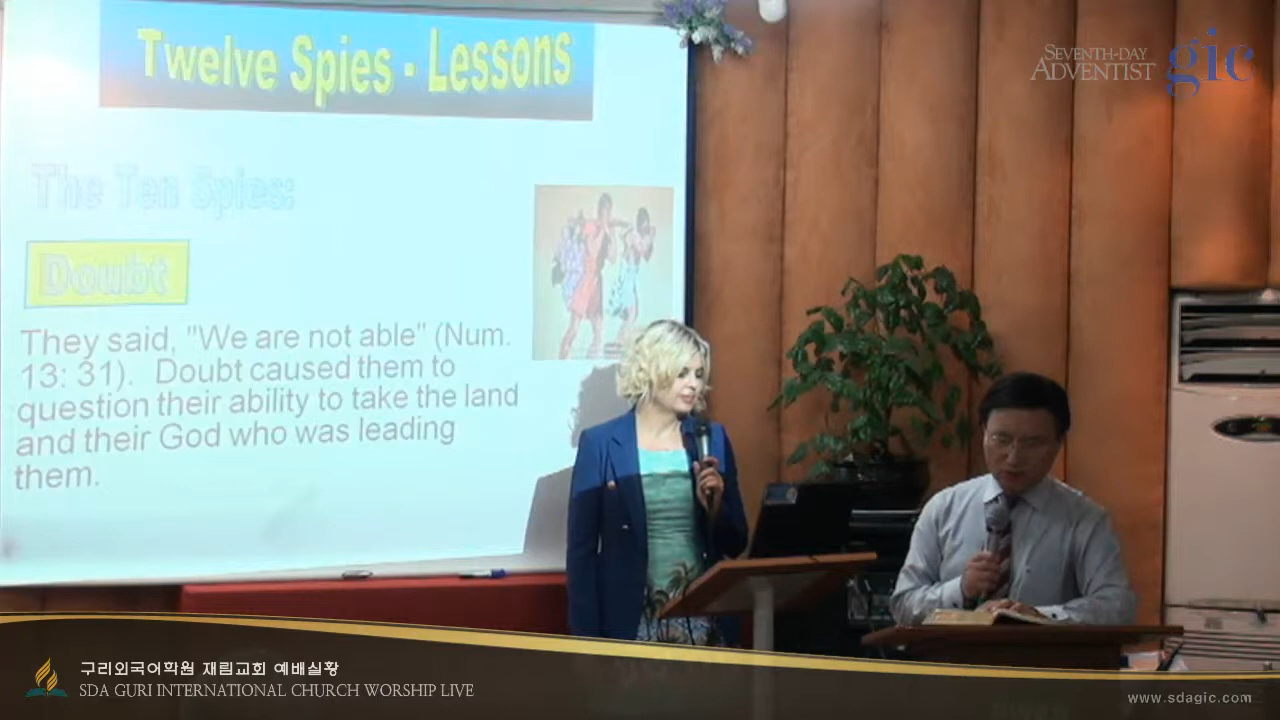 Twelve Spies - Lessons
SEVENTH-DAY
ADVENTIST gic
The Ten Spies:
Doubt
They said, "We are not able" (Num.
13: 31).  Doubt caused them to
question their ability to take the land
and their God who was leading
them.
구리외국어학원 재림교회 예배실황
SDA GURI INTERNATIONAL CHURCH WORSHIP LIVE
www.sdagic.com